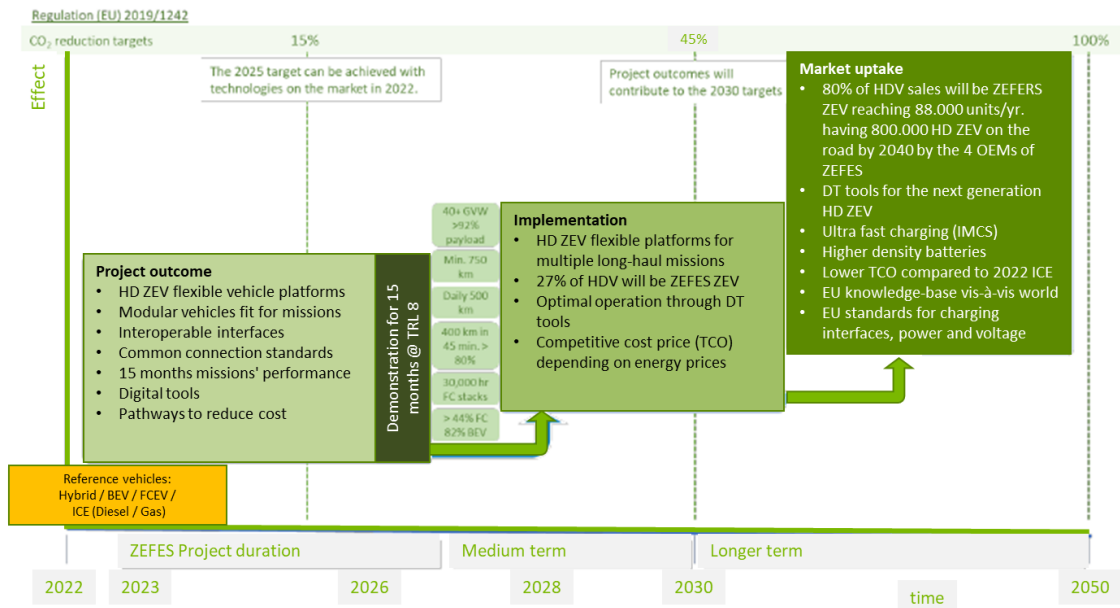 Regulation (EU) 2019/1242
CO2 reduction targets
15%
45%
100%
Effect
The 2025 target can be achieved with
technologies on the market in 2022.
Project outcomes will
contribute to the 2030 targets
Market uptake
• 80% of HDV sales will be ZEFERS
ZEV reaching 88.000 units/yr.
having 800.000 HD ZEV on the
road by 2040 by the 4 OEMs of
ZEFES
• DT tools for the next generation
HD ZEV
• Ultra fast charging (IMCS)
• Higher density batteries
• Lower TCO compared to 2022 ICE
• EU knowledge-base vis-à-vis world
• EU standards for charging
interfaces, power and voltage
Implementation
• HD ZEV flexible platforms for
multiple long-haul missions
• 27% of HDV will be ZEFES ZEV
• Optimal operation through DT
tools
• Competitive cost price (TCO)
depending on energy prices
40+ GVW
>92%
payload
Min. 750
km
Daily 500
km
400 km in
45 min. >
80%
30,000 hr
FC stacks
> 44% FC
82% BEV
Project outcome
• HD ZEV flexible vehicle platforms
• Modular vehicles fit for missions
• Interoperable interfaces
• Common connection standards
• 15 months missions' performance
• Digital tools
• Pathways to reduce cost
Demonstration for 15
months @ TRL 8
Reference vehicles:
Hybrid / BEV / FCEV /
ICE (Diesel / Gas)
ZEFES Project duration
Medium term
Longer term
2022
2023
2026
2028
2030
time
2050